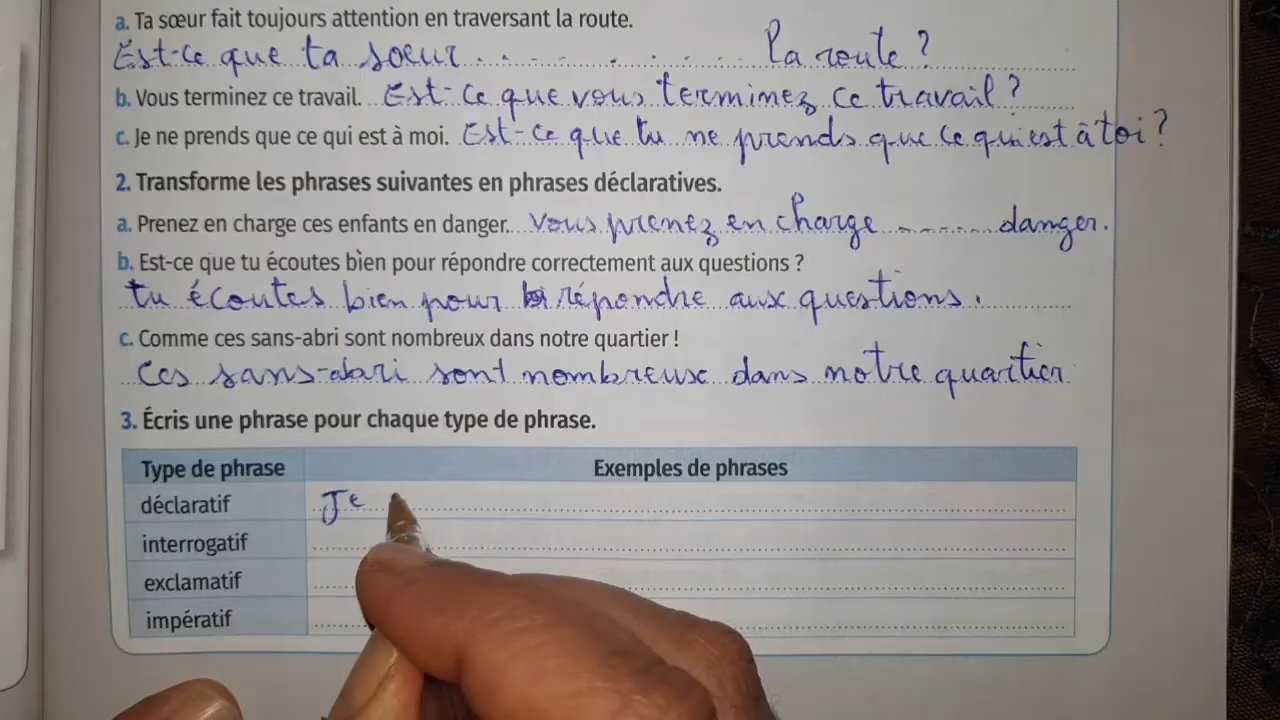 a. Ta sœur fait toujours attention en traversant la route.
Est-ce que ta soeur . . . . . . . la route ?
b. Vous terminez ce travail. Est-ce que vous terminez ce travail ?
c. Je ne prends que ce qui est à moi. Est-ce que tu ne prends que ce qui est à toi ?
2. Transforme les phrases suivantes en phrases déclaratives.
a. Prenez en charge ces enfants en danger. Vous prenez en charge ....... danger.
b. Est-ce que tu écoutes bien pour répondre correctement aux questions ?
tu écoutes bien pour répondre aux questions.
c. Comme ces sans-abri sont nombreux dans notre quartier !
Ces sans-abri sont nombreux dans notre quartier
3. Écris une phrase pour chaque type de phrase.
Type de phrase Exemples de phrases
déclaratif Je
interrogatif
exclamatif
impératif